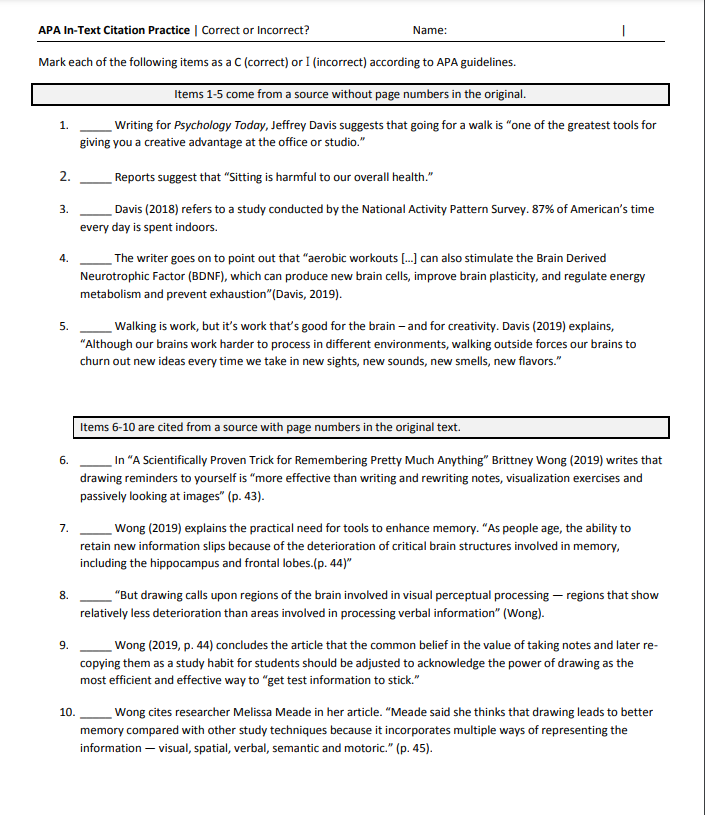 APA In-Text Citation Practice | Correct or Incorrect? Name: |
Mark each of the following items as a C (correct) or I (incorrect) according to APA guidelines.
Items 1-5 come from a source without page numbers in the original.
1. _____ Writing for Psychology Today, Jeffrey Davis suggests that going for a walk is “one of the greatest tools for
giving you a creative advantage at the office or studio.”
2. _____ Reports suggest that “Sitting is harmful to our overall health.”
3. _____ Davis (2018) refers to a study conducted by the National Activity Pattern Survey. 87% of American’s time
every day is spent indoors.
4. _____ The writer goes on to point out that “aerobic workouts […] can also stimulate the Brain Derived
Neurotrophic Factor (BDNF), which can produce new brain cells, improve brain plasticity, and regulate energy
metabolism and prevent exhaustion”(Davis, 2019).
5. _____ Walking is work, but it’s work that’s good for the brain – and for creativity. Davis (2019) explains,
“Although our brains work harder to process in different environments, walking outside forces our brains to
churn out new ideas every time we take in new sights, new sounds, new smells, new flavors.”
Items 6-10 are cited from a source with page numbers in the original text.
6. _____ In “A Scientifically Proven Trick for Remembering Pretty Much Anything” Brittney Wong (2019) writes that
drawing reminders to yourself is “more effective than writing and rewriting notes, visualization exercises and
passively looking at images” (p. 43).
7. _____ Wong (2019) explains the practical need for tools to enhance memory. “As people age, the ability to
retain new information slips because of the deterioration of critical brain structures involved in memory,
including the hippocampus and frontal lobes.(p. 44)”
8. _____ “But drawing calls upon regions of the brain involved in visual perceptual processing — regions that show
relatively less deterioration than areas involved in processing verbal information” (Wong).
9. _____ Wong (2019, p. 44) concludes the article that the common belief in the value of taking notes and later re-
copying them as a study habit for students should be adjusted to acknowledge the power of drawing as the
most efficient and effective way to “get test information to stick.”
10. _____ Wong cites researcher Melissa Meade in her article. “Meade said she thinks that drawing leads to better
memory compared with other study techniques because it incorporates multiple ways of representing the
information — visual, spatial, verbal, semantic and motoric.” (p. 45).